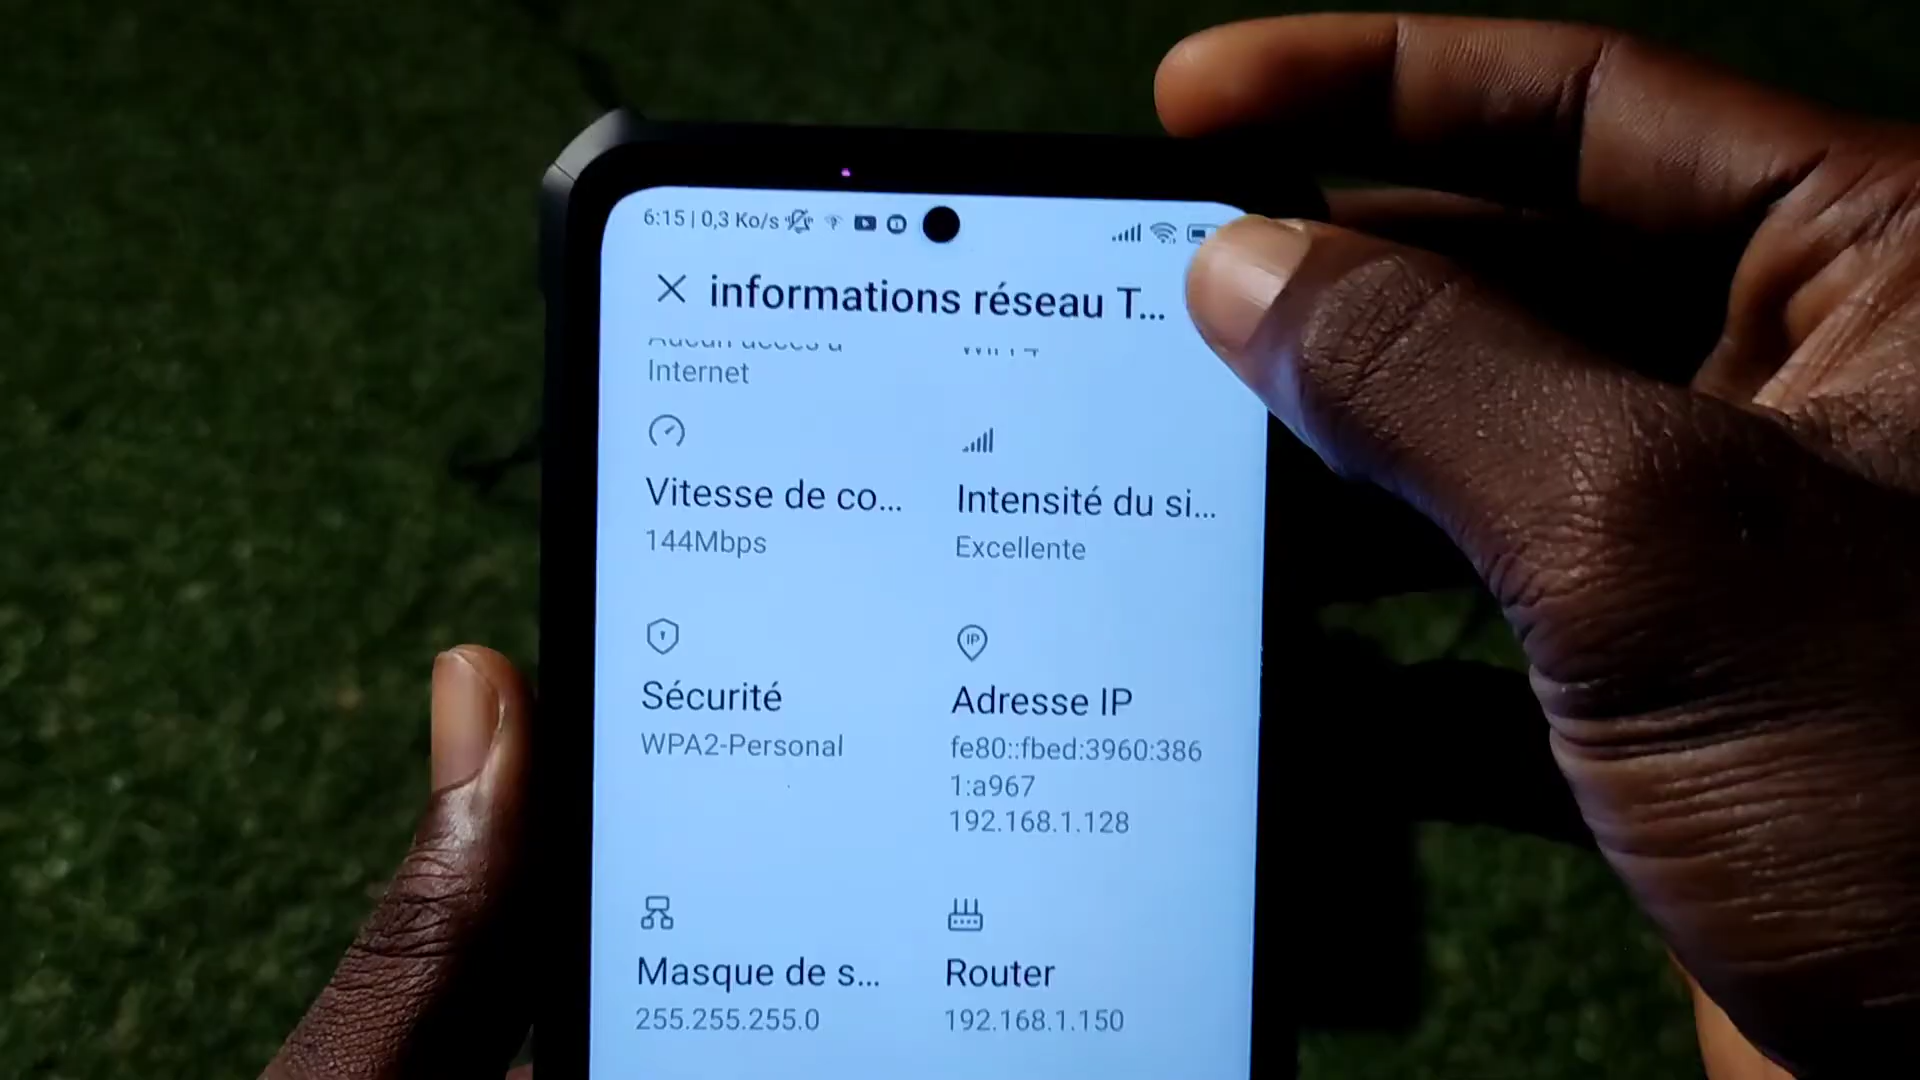 6:15 | 0,3 Ko/s
informations réseau T...
Internet
Vitesse de co...
144Mbps
Intensité du si...
Excellente
Sécurité
WPA2-Personal
IP
Adresse IP
fe80::fbed:3960:386
1:a967
192.168.1.128
Masque de s...
255.255.255.0
Router
192.168.1.150